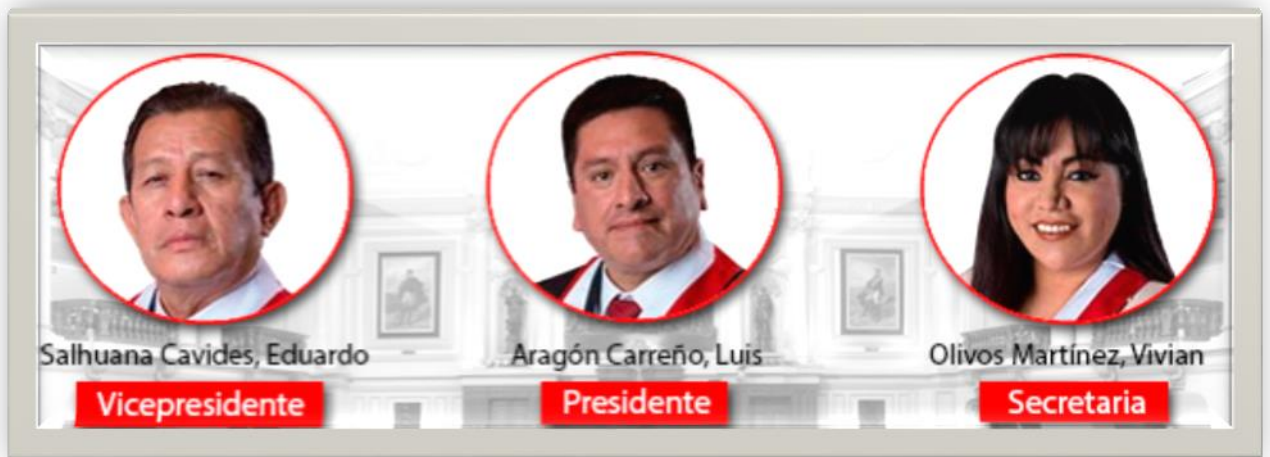 Salhuana Cavides, Eduardo
Vicepresidente
Aragón Carreño, Luis
Presidente
Olivos Martínez, Vivian
Secretaria